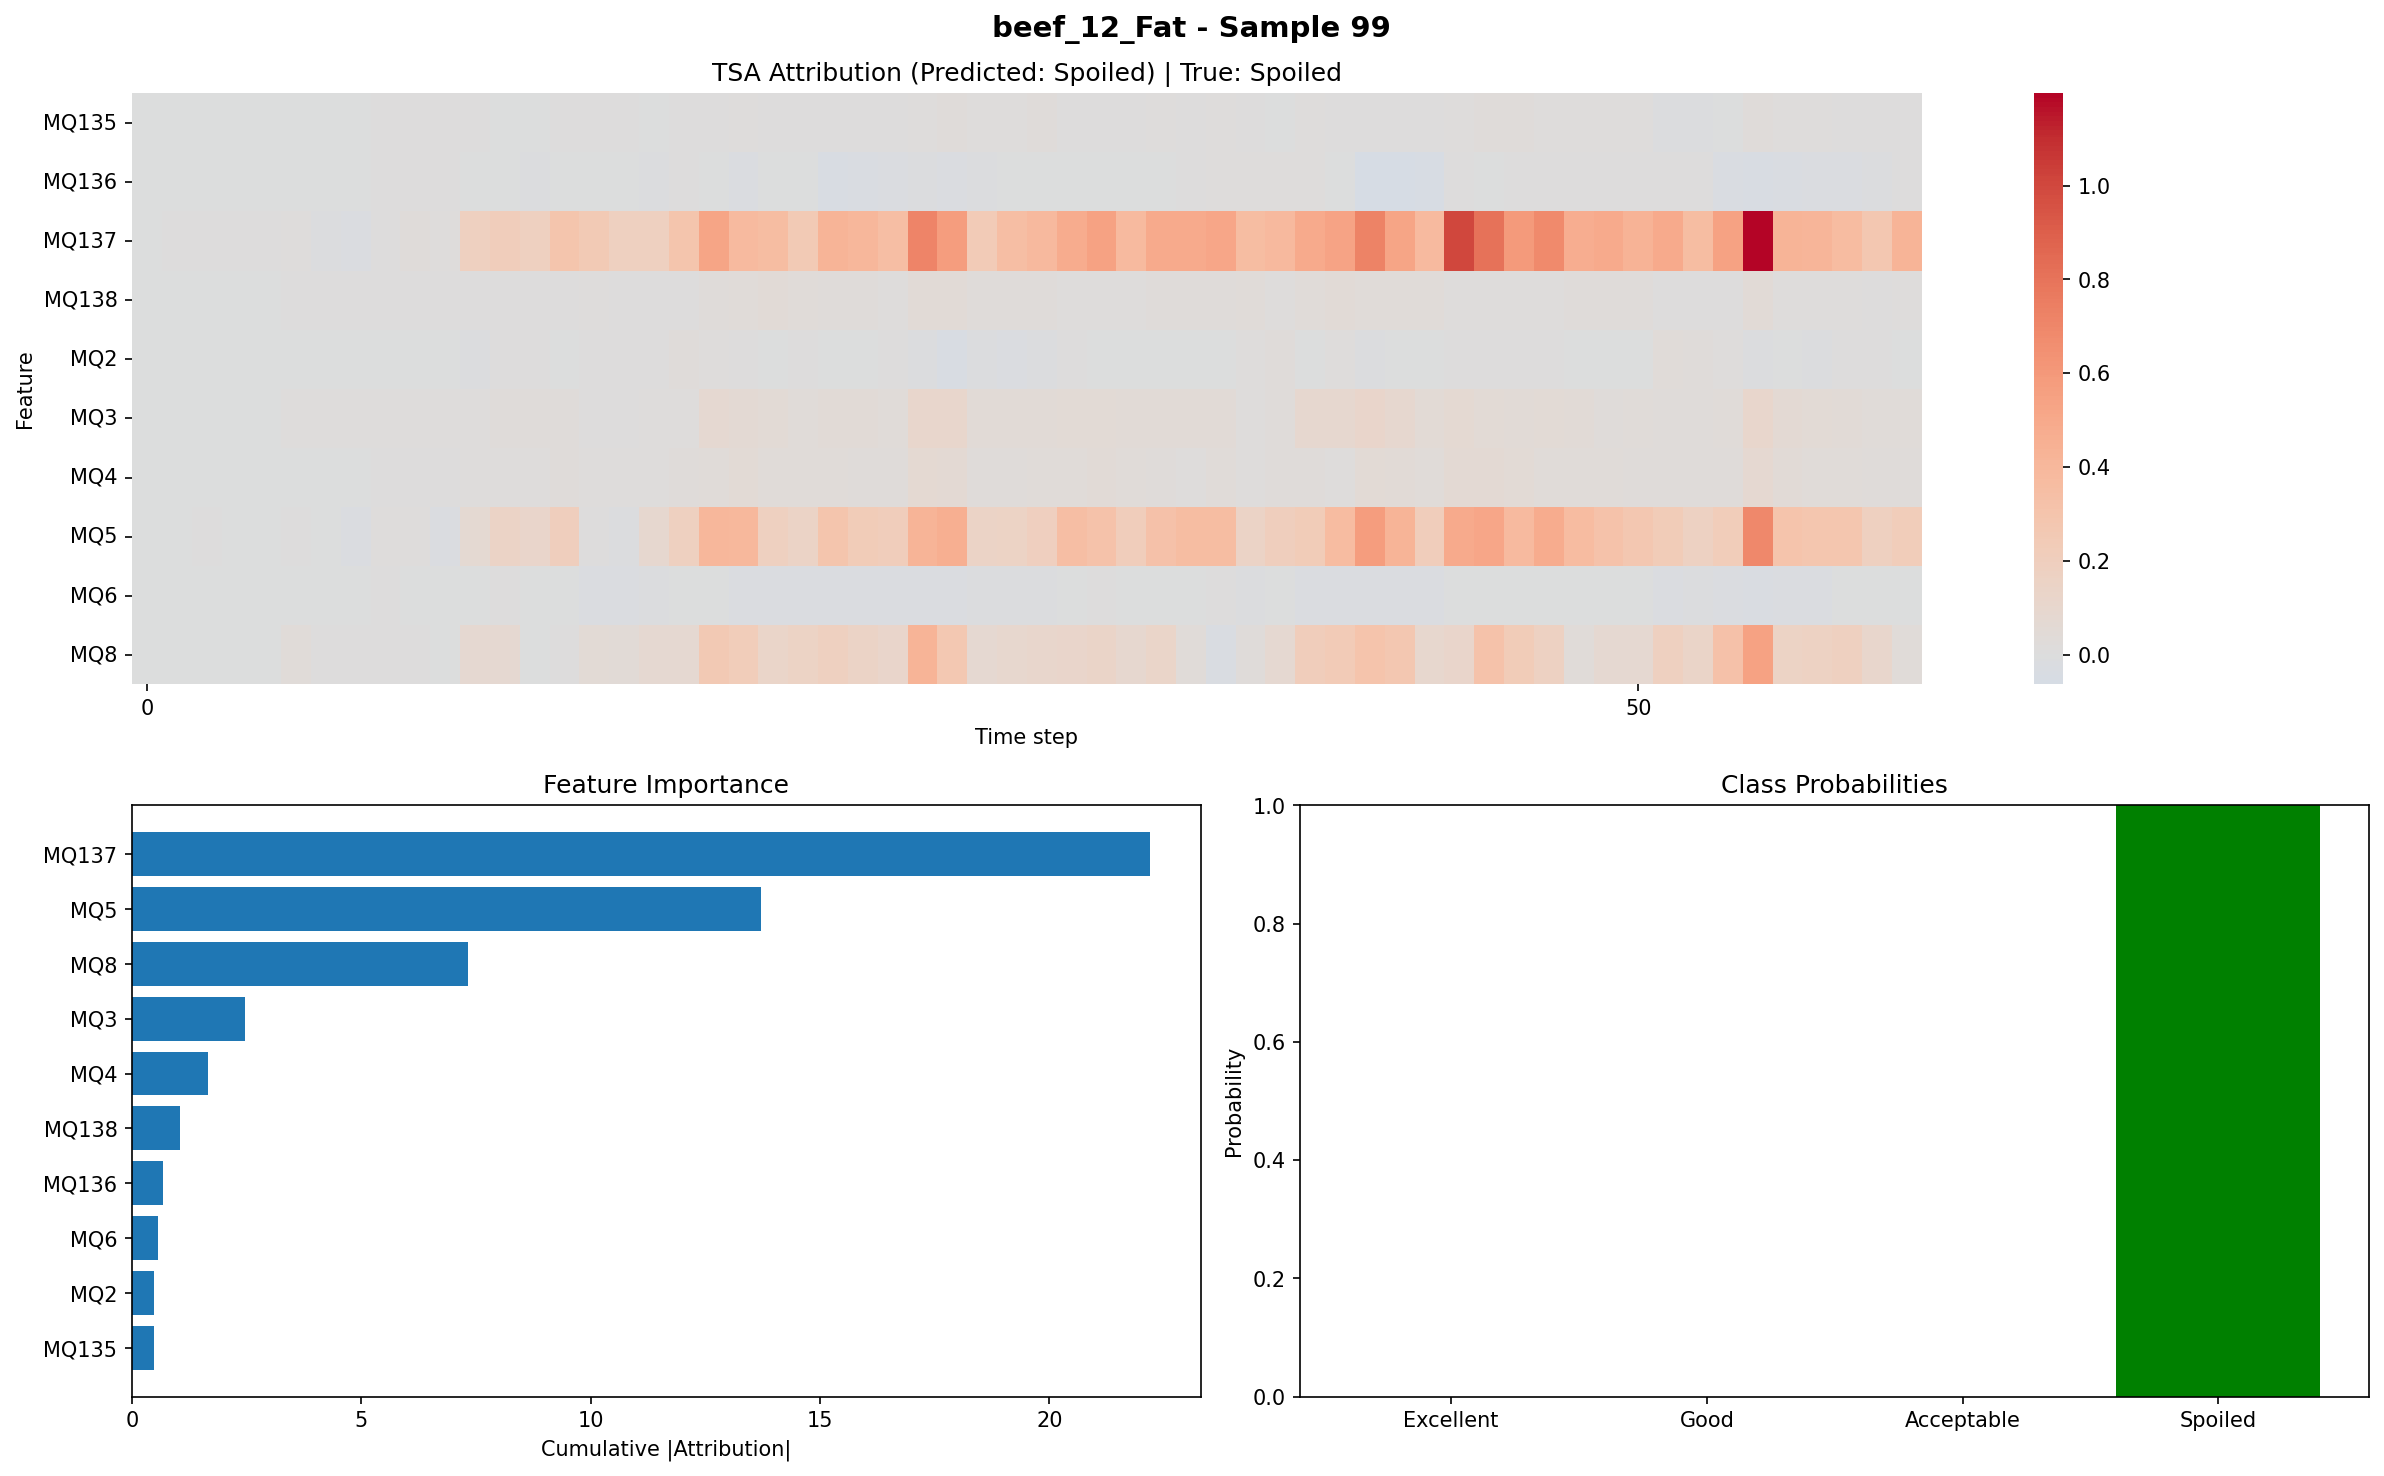 beef_12_Fat - Sample 99
TSA Attribution (Predicted: Spoiled) | True: Spoiled
Feature
MQ135
MQ136
MQ137
MQ138
MQ2
MQ3
MQ4
MQ5
MQ6
MQ8
0
50
Time step
1.0
0.8
0.6
0.4
0.2
0.0
Feature Importance
MQ137
MQ5
MQ8
MQ3
MQ4
MQ138
MQ136
MQ6
MQ2
MQ135
0
5
10
15
20
Cumulative |Attribution|
Class Probabilities
Probability
1.0
0.8
0.6
0.4
0.2
0.0
Excellent
Good
Acceptable
Spoiled